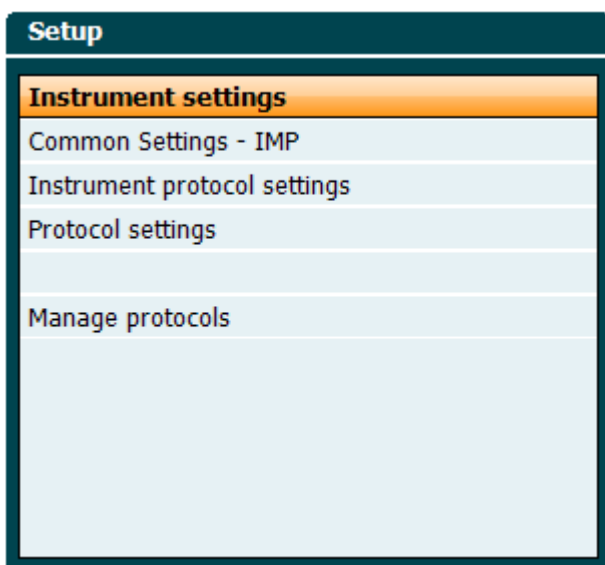 Setup
Instrument settings
Common Settings - IMP
Instrument protocol settings
Protocol settings
Manage protocols